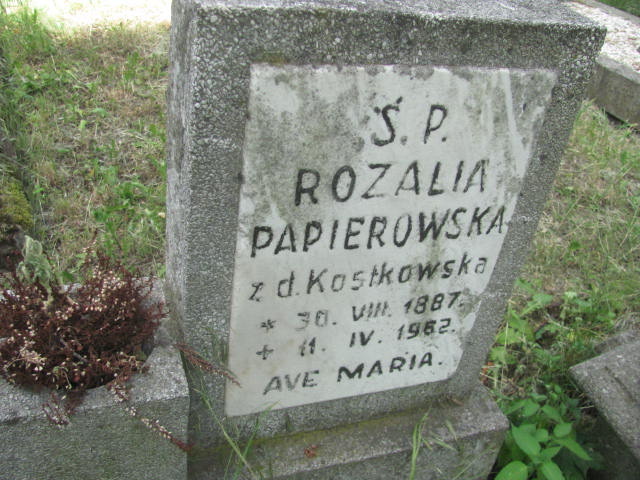 Ś. P.
ROZALIA
PAPIEROWSKA
z d. Kostkowska
* 30. VIII. 1887.
+ 11. IV. 1962.
AVE MARIA.